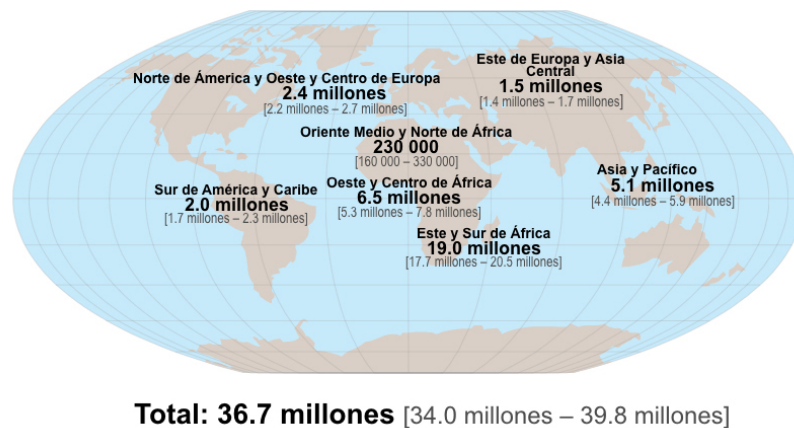 Norte de Ámerica y Oeste y Centro de Europa
2.4 millones
[2.2 millones – 2.7 millones]
Este de Europa y Asia
Central
1.5 millones
[1.4 millones – 1.7 millones]
Oriente Medio y Norte de África
230 000
[160 000 – 330 000]
Sur de América y Caribe
2.0 millones
[1.7 millones – 2.3 millones]
Oeste y Centro de África
6.5 millones
[5.3 millones – 7.8 millones]
Asia y Pacífico
5.1 millones
[4.4 millones – 5.9 millones]
Este y Sur de África
19.0 millones
[17.7 millones – 20.5 millones]
Total: 36.7 millones [34.0 millones – 39.8 millones]